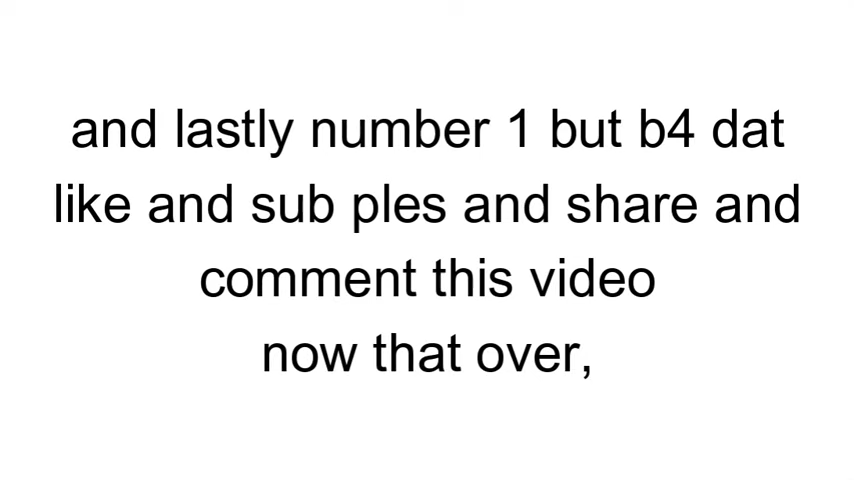 and lastly number 1 but b4 dat
like and sub ples and share and
comment this video
now that over,